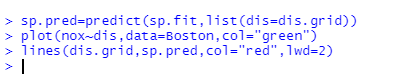 > sp.pred=predict(sp.fit,list(dis=dis.grid))
> plot(nox~dis,data=Boston,col="green")
> lines(dis.grid,sp.pred,col="red",lwd=2)
>